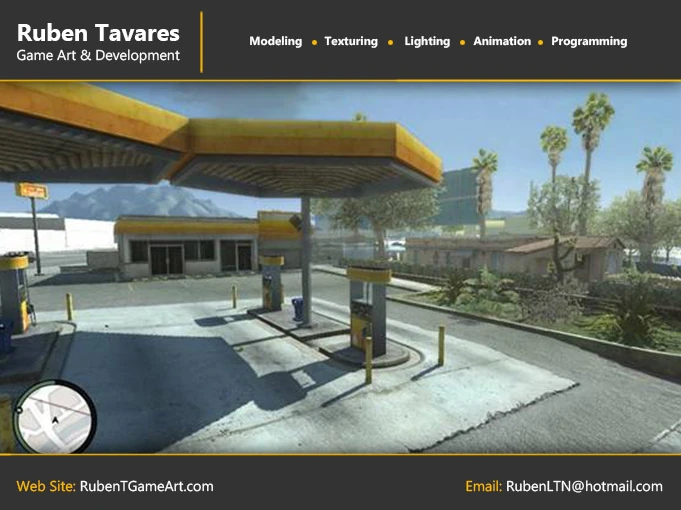 Ruben Tavares
Game Art & Development
Modeling • Texturing • Lighting • Animation • Programming
Web Site: RubenTGameArt.com
Email: RubenLTN@hotmail.com